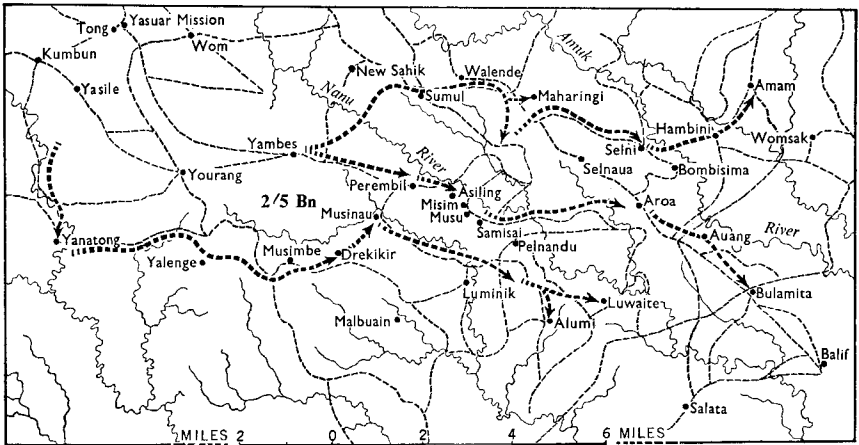 Tong
Yasuar Mission
Wom
Kumbun
Yasile
New Sahik
Walende
Amuk
Nanu
Sumul
Maharingi
Amam
Hambini
Womsak
Selni
Yambes
River
Selnaua
Bombisima
Yourang
2/5 Bn
Perembil
Asiling
Misim
Musu
Aroa
Musinau
Samisai
Auang
River
Yanatong
Pelnandu
Yalenge
Musimbe
Drekikir
Luminik
Luwaite
Bulamita
Malbuain
Alumi
Balif
Salata
MILES 2 0 2 4 6 MILES